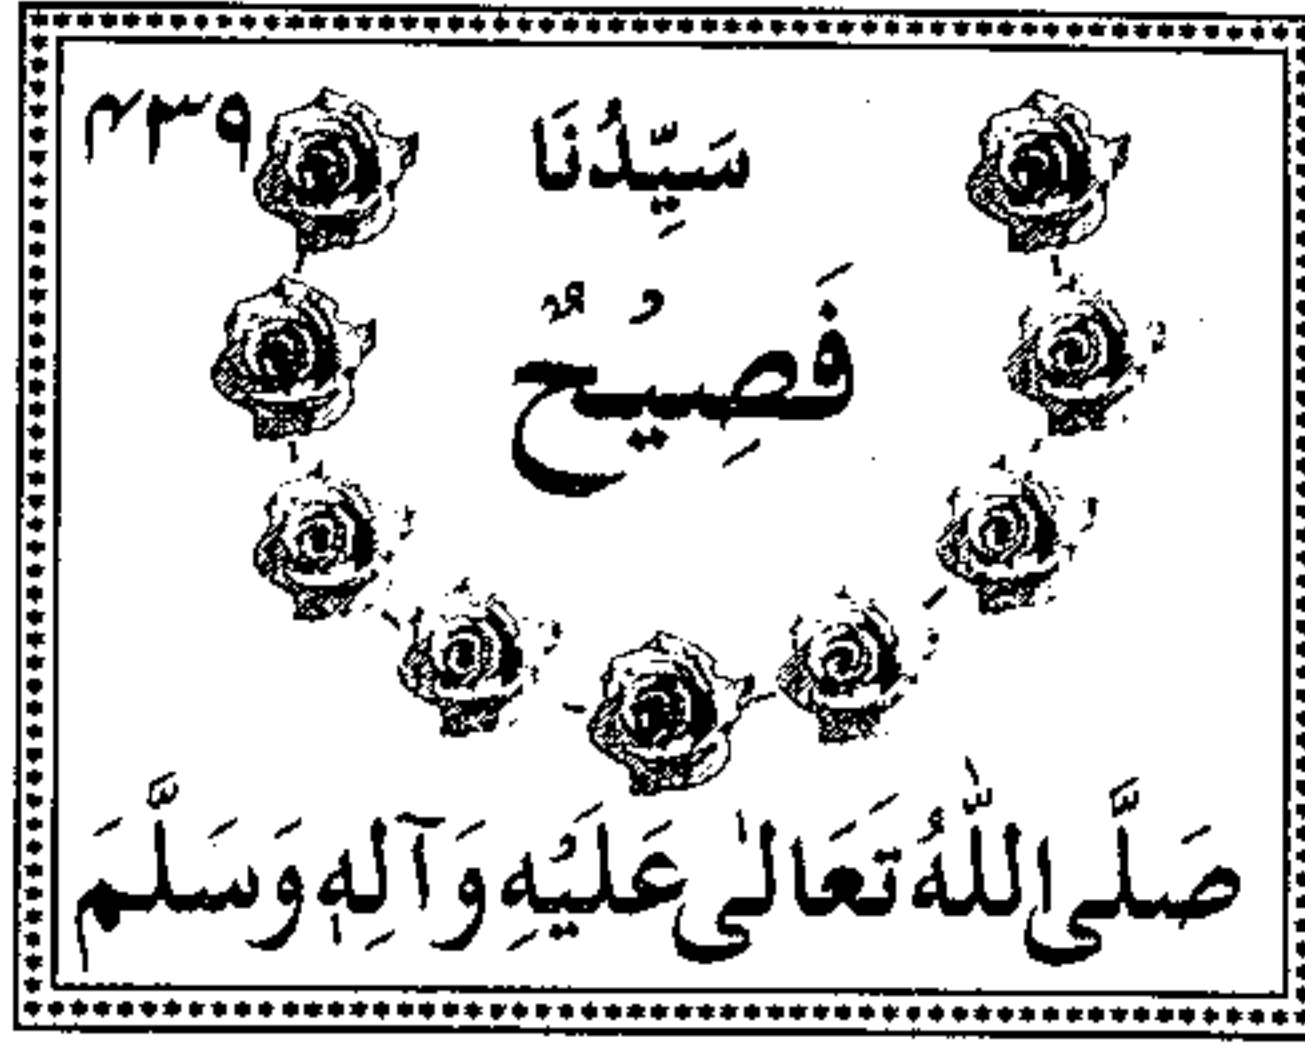 ۴۳۹
سَيِّدُنَا
فَصِيْحٌ
صَلَّى اللّٰهُ تَعَالٰى عَلَيْهِ وَآلِهٖ وَسَلَّمَ